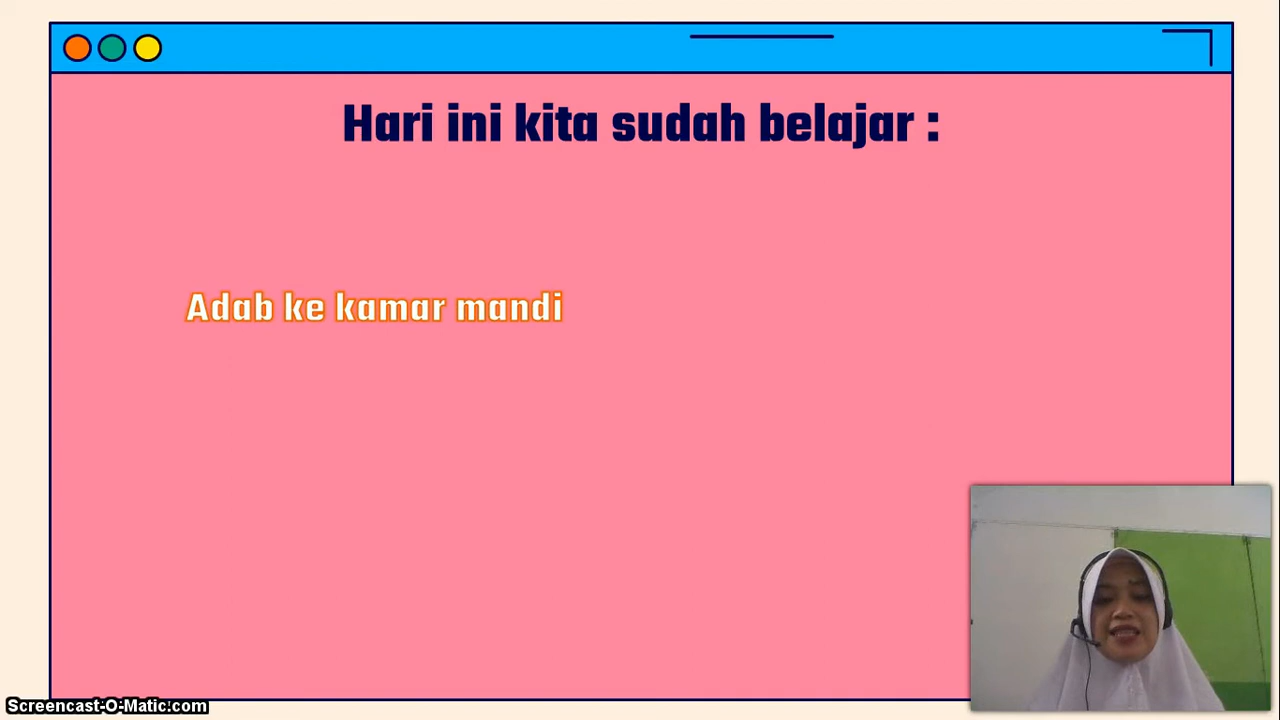 Hari ini kita sudah belajar :
Adab ke kamar mandi
Screencast-O-Matic.com